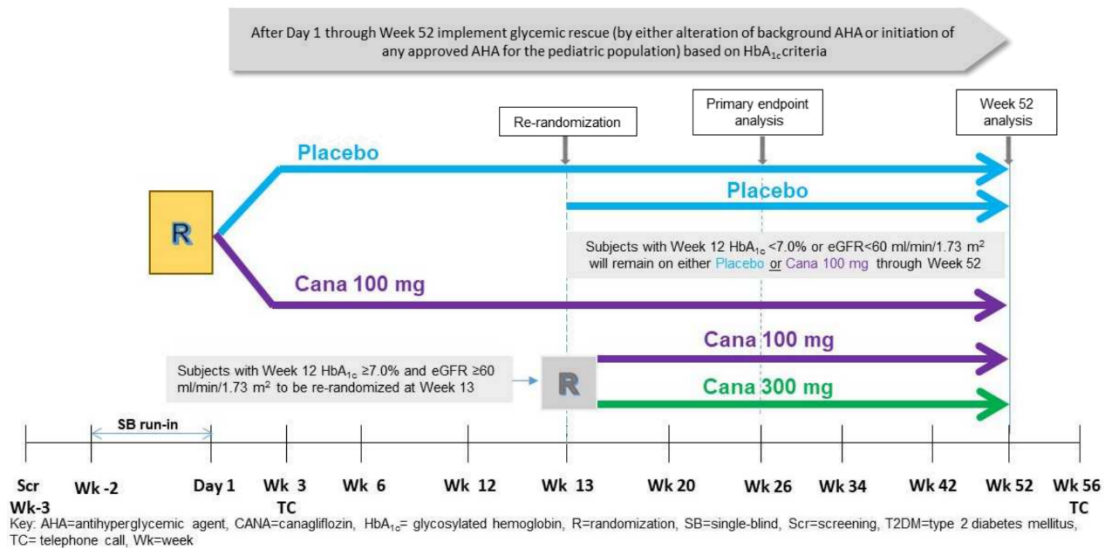 After Day 1 through Week 52 implement glycemic rescue (by either alteration of background AHA or initiation of
any approved AHA for the pediatric population) based on HbA1c criteria
Re-randomization
Primary endpoint
analysis
Week 52
analysis
Placebo
Placebo
R
Subjects with Week 12 HbA1c <7.0% or eGFR<60 ml/min/1.73 m²
will remain on either Placebo or Cana 100 mg through Week 52
Cana 100 mg
Cana 100 mg
Subjects with Week 12 HbA1c ≥7.0% and eGFR ≥60
ml/min/1.73 m² to be re-randomized at Week 13
R
Cana 300 mg
SB run-in
Scr
Wk-3
Wk -2
Day 1
Wk 3
TC
Wk 6
Wk 12
Wk 13
Wk 20
Wk 26
Wk 34
Wk 42
Wk 52
Wk 56
TC
Key: AHA=antihyperglycemic agent, CANA=canagliflozin, HbA1c= glycosylated hemoglobin, R=randomization, SB=single-blind, Scr=screening, T2DM=type 2 diabetes mellitus,
TC= telephone call, Wk=week